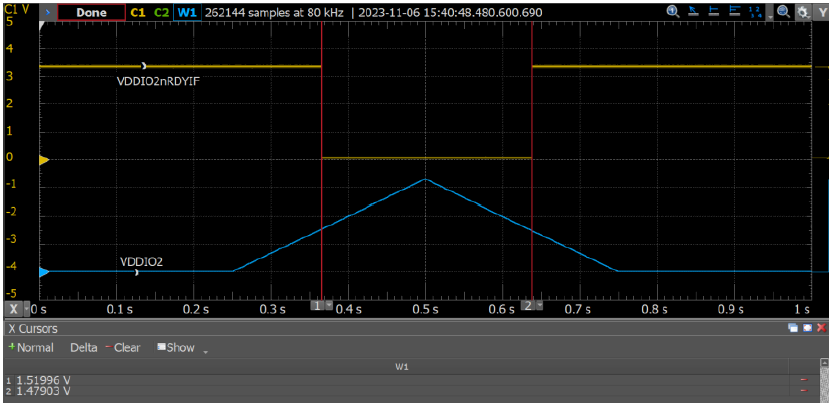 C1 V Done C1 C2 W1 262144 samples at 80 kHz | 2023-11-06 15:40:48.480.600.690 Y
5
4
3
VDDIO2nRDYIF
2
1
0
-1
-2
-3
VDDIO2
-4
-5
X 0 s 0.1 s 0.2 s 0.3 s 1 0.4 s 0.5 s 0.6 s 2 0.7 s 0.8 s 0.9 s 1 s
X Cursors
+Normal Delta - Clear Show
W1
1 1.51996 V
2 1.47903 V